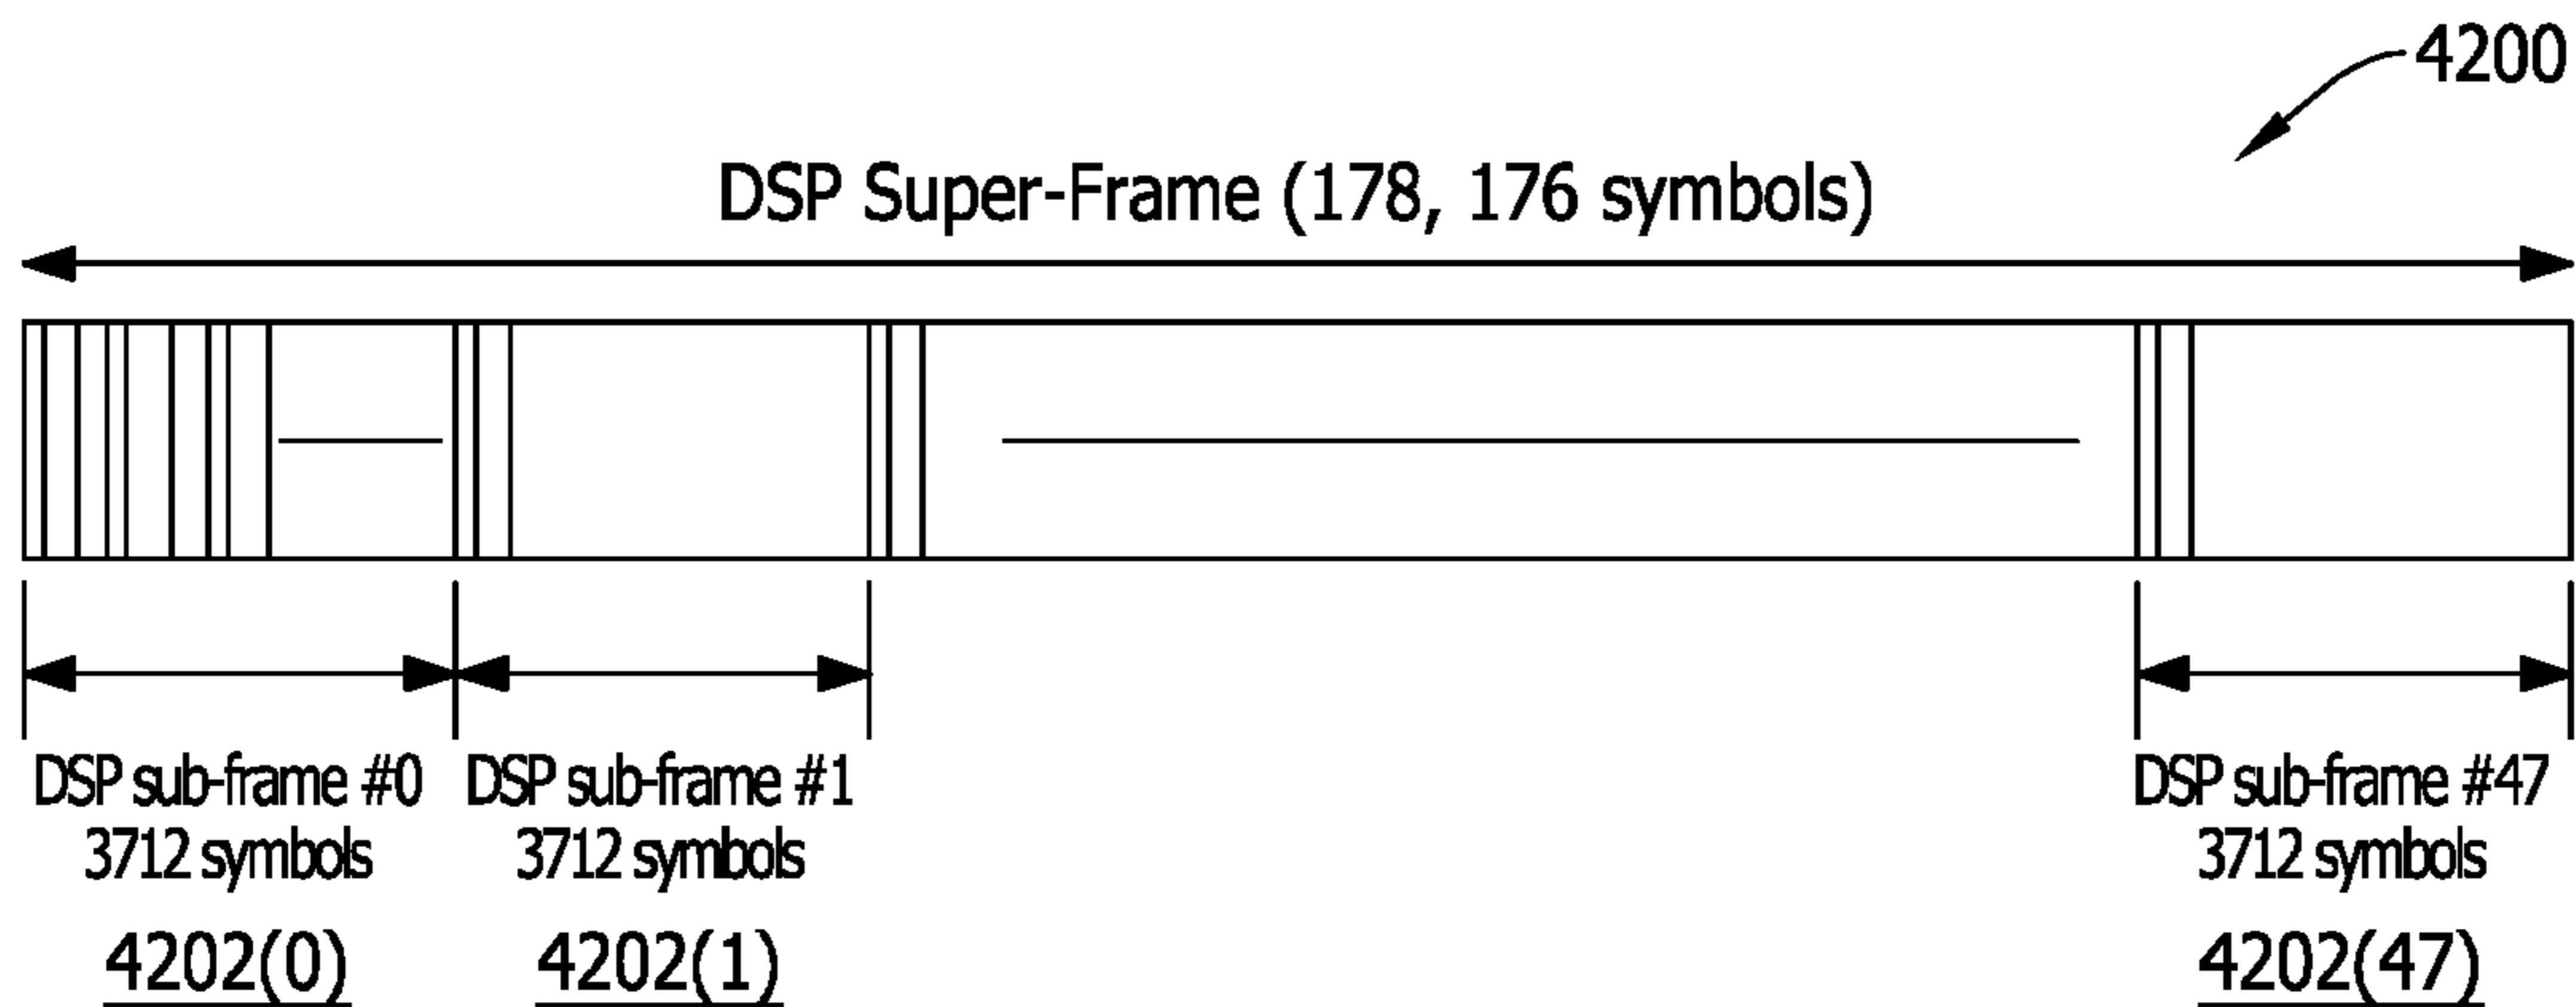 4200
DSP Super-Frame (178, 176 symbols)
DSP sub-frame #0
3712 symbols
4202(0)
DSP sub-frame #1
3712 symbols
4202(1)
DSP sub-frame #47
3712 symbols
4202(47)